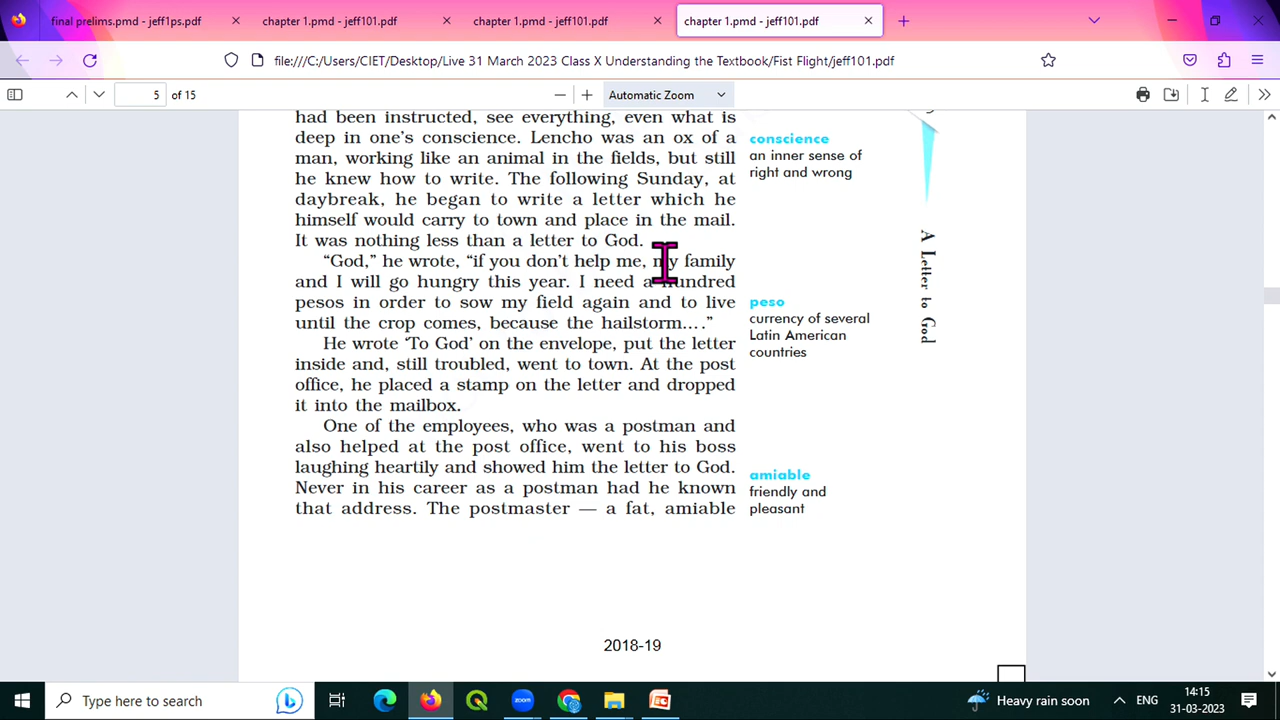 final prelims.pmd - jeff1ps.pdf
chapter 1.pmd - jeff101.pdf
chapter 1.pmd - jeff101.pdf
chapter 1.pmd - jeff101.pdf
file:///C:/Users/CIET/Desktop/Live 31 March 2023 Class X Understanding the Textbook/Fist Flight/jeff101.pdf
5 of 15
Automatic Zoom
had been instructed, see everything, even what is
deep in one's conscience. Lencho was an ox of a
man, working like an animal in the fields, but still
he knew how to write. The following Sunday, at
daybreak, he began to write a letter which he
himself would carry to town and place in the mail.
It was nothing less than a letter to God.
“God,” he wrote, “if you don't help me, my family
and I will go hungry this year. I need a hundred
pesos in order to sow my field again and to live
until the crop comes, because the hailstorm....”
He wrote ‘To God’ on the envelope, put the letter
inside and, still troubled, went to town. At the post
office, he placed a stamp on the letter and dropped
it into the mailbox.
One of the employees, who was a postman and
also helped at the post office, went to his boss
laughing heartily and showed him the letter to God.
Never in his career as a postman had he known
that address. The postmaster — a fat, amiable
conscience
an inner sense of
right and wrong
peso
currency of several
Latin American
countries
amiable
friendly and
pleasant
A Letter to God
2018-19
Type here to search
zoom
Heavy rain soon
ENG
14:15
31-03-2023